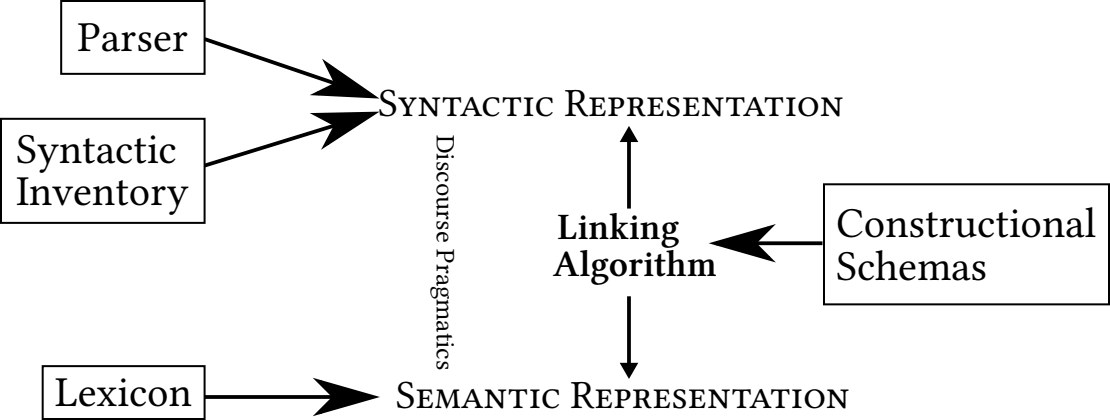 Parser
SYNTACTIC REPRESENTATION
Syntactic
Inventory
Discourse Pragmatics
Linking
Algorithm
Constructional
Schemas
Lexicon
SEMANTIC REPRESENTATION